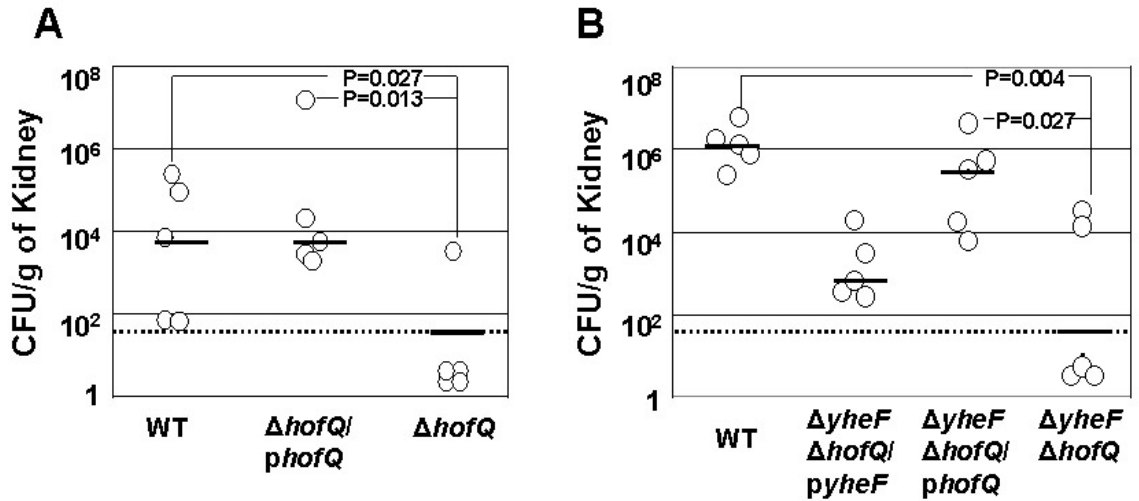 A
CFU/g of Kidney
10⁸
10⁶
10⁴
10²
1
P=0.027
P=0.013
WT
ΔhofQ/
phofQ
ΔhofQ
B
CFU/g of Kidney
10⁸
10⁶
10⁴
10²
1
P=0.004
P=0.027
WT
ΔyheF
ΔhofQ/
pyheF
ΔyheF
ΔhofQ/
phofQ
ΔyheF
ΔhofQ